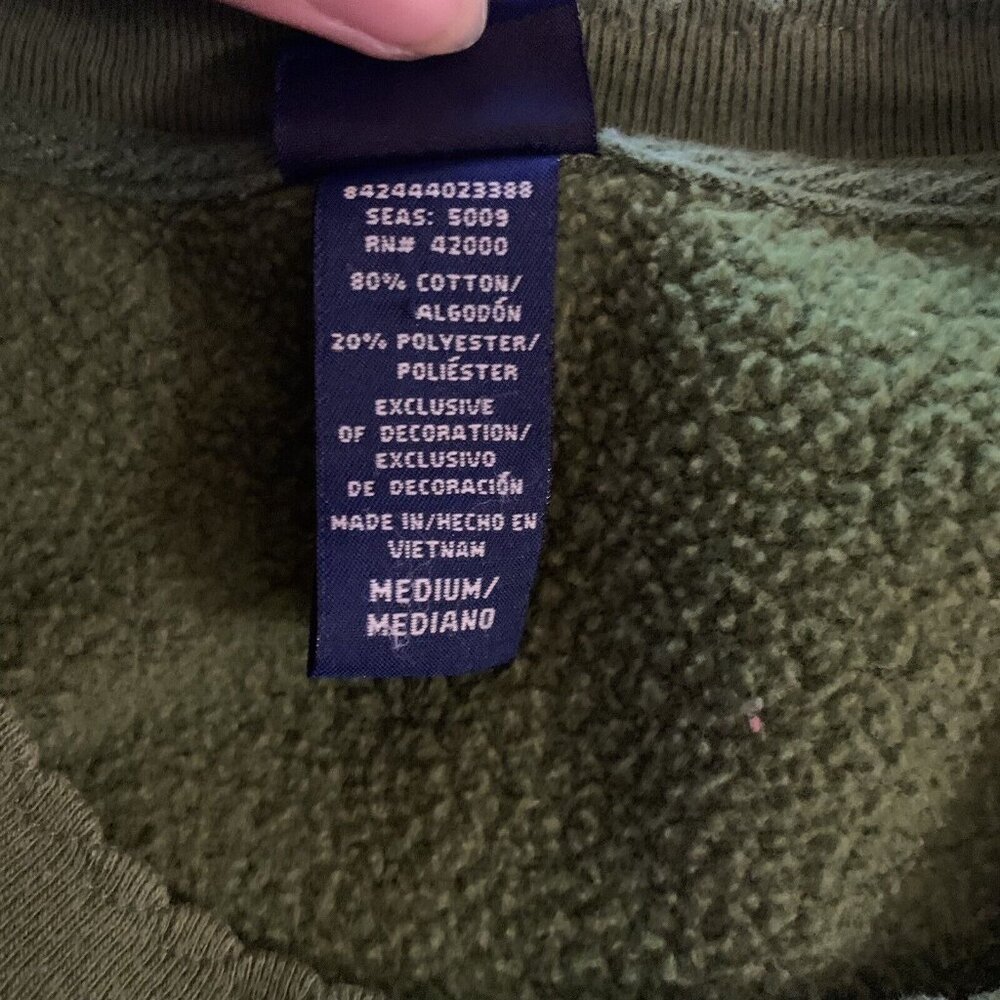 842444023388
SEAS: 5009
RN# 42000
80% COTTON/
ALGODÓN
20% POLYESTER/
POLIÉSTER
EXCLUSIVE
OF DECORATION/
EXCLUSIVO
DE DECORACIÓN
MADE IN/HECHO EN
VIETNAM
MEDIUM/
MEDIANO